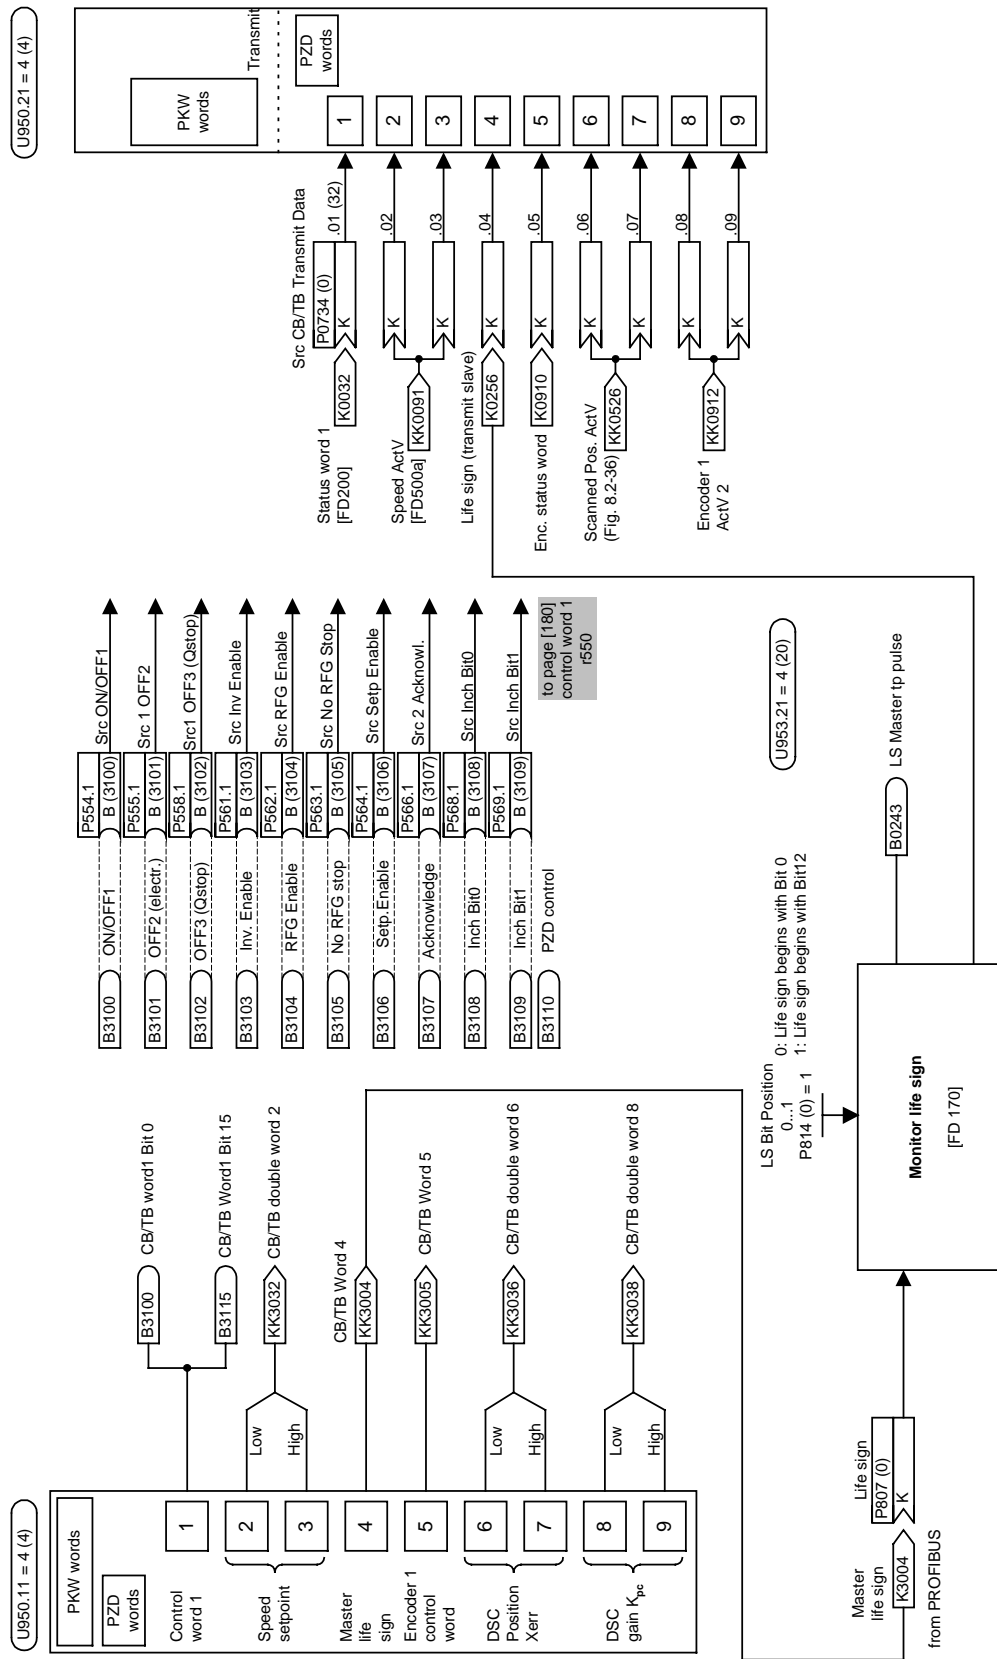 U950.11 = 4 (4)
PKW words
PZD
words
Control
word 1
1
Speed
setpoint
2
3
Master
life
sign
4
Encoder 1
control
word
5
DSC
Position
Xerr
6
7
DSC
gain Kpc
8
9
Low
High
Low
High
Low
High
B3100
CB/TB word1 Bit 0
B3115
CB/TB Word1 Bit 15
KK3032
CB/TB double word 2
CB/TB Word 4
KK3004
KK3005
CB/TB Word 5
KK3036
CB/TB double word 6
KK3038
CB/TB double word 8
B3100
ON/OFF1
P554.1
B (3100)
Src ON/OFF1
B3101
OFF2 (electr.)
P555.1
B (3101)
Src 1 OFF2
B3102
OFF3 (Qstop)
P558.1
B (3102)
Src1 OFF3 (Qstop)
B3103
Inv. Enable
P561.1
B (3103)
Src Inv Enable
B3104
RFG Enable
P562.1
B (3104)
Src RFG Enable
B3105
No RFG stop
P563.1
B (3105)
Src No RFG Stop
B3106
Setp.Enable
P564.1
B (3106)
Src Setp Enable
B3107
Acknowledge
P566.1
B (3107)
Src 2 Acknowl.
B3108
Inch Bit0
P568.1
B (3108)
Src Inch Bit0
B3109
Inch Bit1
P569.1
B (3109)
Src Inch Bit1
B3110
PZD control
to page [180]
control word 1
r550
U950.21 = 4 (4)
PKW
words
Transmit
PZD
words
Src CB/TB Transmit Data
P0734 (0)
Status word 1
[FD200]
K0032
K
.01 (32)
1
Speed ActV
[FD500a]
KK0091
K
.02
2
K
.03
3
Life sign (transmit slave)
K0256
K
.04
4
Enc. status word
K0910
K
.05
5
Scanned Pos. ActV
(Fig. 8.2-36)
KK0526
K
.06
6
K
.07
7
Encoder 1
ActV 2
KK0912
K
.08
8
K
.09
9
Master
life sign
K3004
from PROFIBUS
Life sign
P807 (0)
K
LS Bit Position
0...1
P814 (0) = 1
0: Life sign begins with Bit 0
1: Life sign begins with Bit12
Monitor life sign
[FD 170]
U953.21 = 4 (20)
B0243
LS Master tp pulse